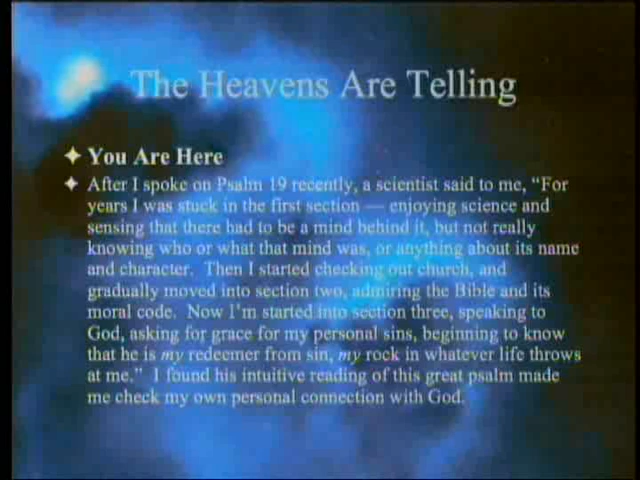 The Heavens Are Telling
You Are Here
After I spoke on Psalm 19 recently, a scientist said to me, “For
years I was stuck in the first section — enjoying science and
sensing that there had to be a mind behind it, but not really
knowing who or what that mind was, or anything about its name
and character. Then I started checking out church, and
gradually moved into section two, admiring the Bible and its
moral code. Now I’m started into section three, speaking to
God, asking for grace for my personal sins, beginning to know
that he is my redeemer from sin, my rock in whatever life throws
at me.” I found his intuitive reading of this great psalm made
me check my own personal connection with God.